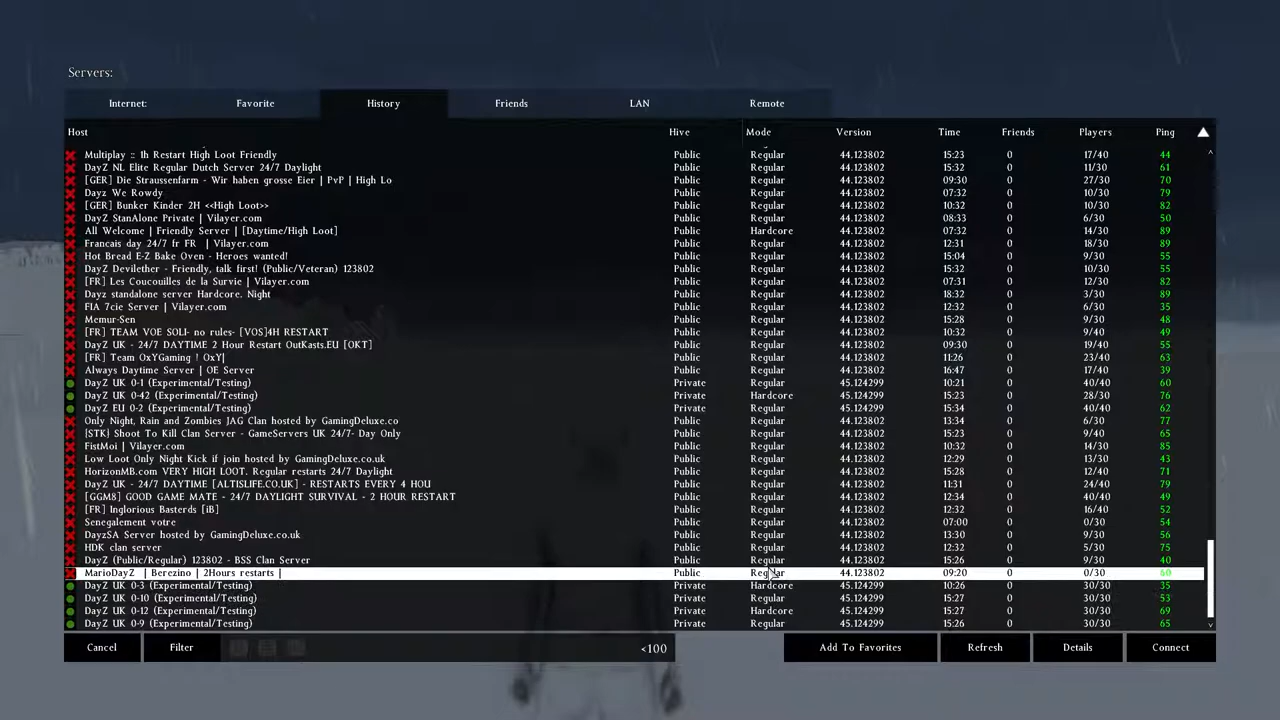 Servers:
Internet: Favorite History Friends LAN Remote
Host Hive Mode Version Time Friends Players Ping
Multiplay :: 1h Restart High Loot Friendly Public Regular 44.123802 15:23 0 17/40 44
DayZ NL Elite Regular Dutch Server 24/7 Daylight Public Regular 44.123802 15:32 0 11/30 61
[GER] Die Straussenfarm - Wir haben grosse Eier | PvP | High Lo Public Regular 44.123802 09:30 0 27/30 70
Dayz We Rowdy Public Regular 44.123802 07:32 0 10/30 79
[GER] Bunker Kinder 2H <<High Loot>> Public Regular 44.123802 10:32 0 10/30 82
DayZ StanAlone Private | Vilayer.com Public Regular 44.123802 08:33 0 6/30 50
All Welcome | Friendly Server | [Daytime/High Loot] Public Hardcore 44.123802 07:32 0 14/30 89
Francais day 24/7 fr FR | Vilayer.com Public Regular 44.123802 12:31 0 18/30 89
Hot Bread E-Z Bake Oven - Heroes wanted! Public Regular 44.123802 15:04 0 9/30 55
DayZ Devilether - Friendly, talk first! (Public/Veteran) 123802 Public Regular 44.123802 15:32 0 10/30 55
[FR] Les Coucouilles de la Survie | Vilayer.com Public Regular 44.123802 07:31 0 12/30 82
Dayz standalone server Hardcore. Night Public Regular 44.123802 18:32 0 3/30 89
FIA 7cie Server | Vilayer.com Public Regular 44.123802 12:32 0 6/30 35
Memur-Sen Public Regular 44.123802 15:28 0 9/30 48
[FR] TEAM VOE SOLI- no rules- [VOS]4H RESTART Public Regular 44.123802 10:32 0 9/40 49
DayZ UK - 24/7 DAYTIME 2 Hour Restart OutKasts.EU [OKT] Public Regular 44.123802 09:30 0 19/40 55
[FR] Team OxYGaming ! OxY| Public Regular 44.123802 11:26 0 23/40 63
Always Daytime Server | OE Server Public Regular 44.123802 16:47 0 17/40 39
DayZ UK 0-1 (Experimental/Testing) Private Regular 45.124299 10:21 0 40/40 60
DayZ UK 0-42 (Experimental/Testing) Private Hardcore 45.124299 15:23 0 28/30 76
DayZ EU 0-2 (Experimental/Testing) Private Regular 45.124299 15:34 0 40/40 62
Only Night, Rain and Zombies JAG Clan hosted by GamingDeluxe.co Public Regular 44.123802 13:34 0 6/30 77
[STK] Shoot To Kill Clan Server - GameServers UK 24/7- Day Only Public Regular 44.123802 15:23 0 9/40 65
FistMoi | Vilayer.com Public Regular 44.123802 10:32 0 14/30 85
Low Loot Only Night Kick if join hosted by GamingDeluxe.co.uk Public Regular 44.123802 12:29 0 13/30 43
HorizonMB.com VERY HIGH LOOT. Regular restarts 24/7 Daylight Public Regular 44.123802 15:28 0 12/40 71
DayZ UK - 24/7 DAYTIME [ALTISLIFE.CO.UK] - RESTARTS EVERY 4 HOU Public Regular 44.123802 11:31 0 24/40 79
[GGM8] GOOD GAME MATE - 24/7 DAYLIGHT SURVIVAL - 2 HOUR RESTART Public Regular 44.123802 12:34 0 40/40 49
[FR] Inglorious Basterds [iB] Public Regular 44.123802 12:32 0 16/40 52
Senegalement votre Public Regular 44.123802 07:00 0 0/30 54
DayzSA Server hosted by GamingDeluxe.co.uk Public Regular 44.123802 13:30 0 9/30 56
HDK clan server Public Regular 44.123802 12:32 0 5/30 75
DayZ (Public/Regular) 123802 - BSS Clan Server Public Regular 44.123802 15:26 0 9/30 40
MarioDayZ | Berezino | 2Hours restarts | Public Regular 44.123802 09:20 0 0/30 60
DayZ UK 0-3 (Experimental/Testing) Private Hardcore 45.124299 10:26 0 30/30 35
DayZ UK 0-10 (Experimental/Testing) Private Regular 45.124299 15:27 0 30/30 53
DayZ UK 0-12 (Experimental/Testing) Private Hardcore 45.124299 15:27 0 30/30 69
DayZ UK 0-9 (Experimental/Testing) Private Regular 45.124299 15:26 0 30/30 65
Cancel Filter <100 Add To Favorites Refresh Details Connect